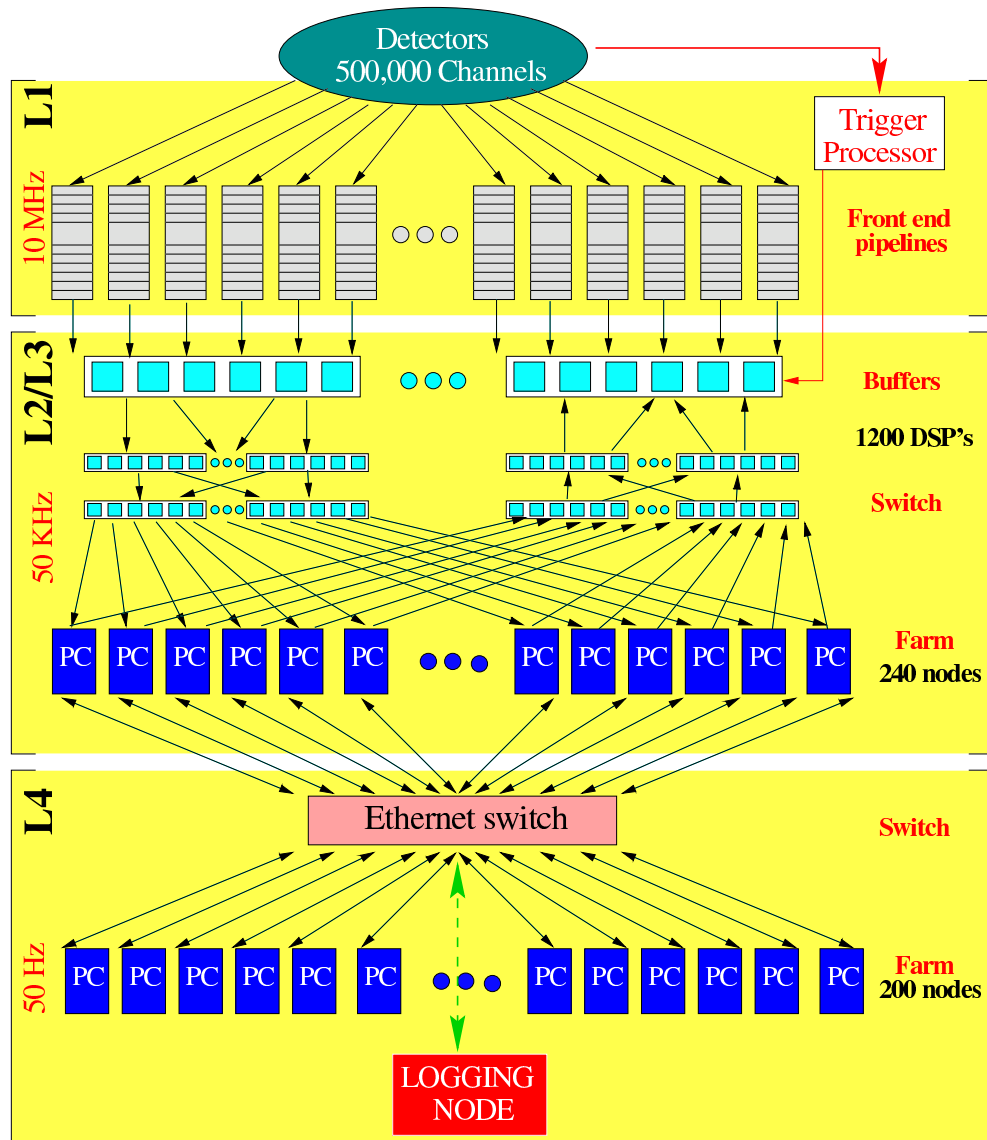 Detectors
500,000 Channels
L1
Trigger
Processor
10 MHz
Front end
pipelines
L2/L3
Buffers
1200 DSP's
Switch
50 KHz
PC PC PC PC PC PC PC PC PC PC PC PC
Farm
240 nodes
L4
Ethernet switch
Switch
50 Hz
PC PC PC PC PC PC PC PC PC PC PC PC
Farm
200 nodes
LOGGING
NODE